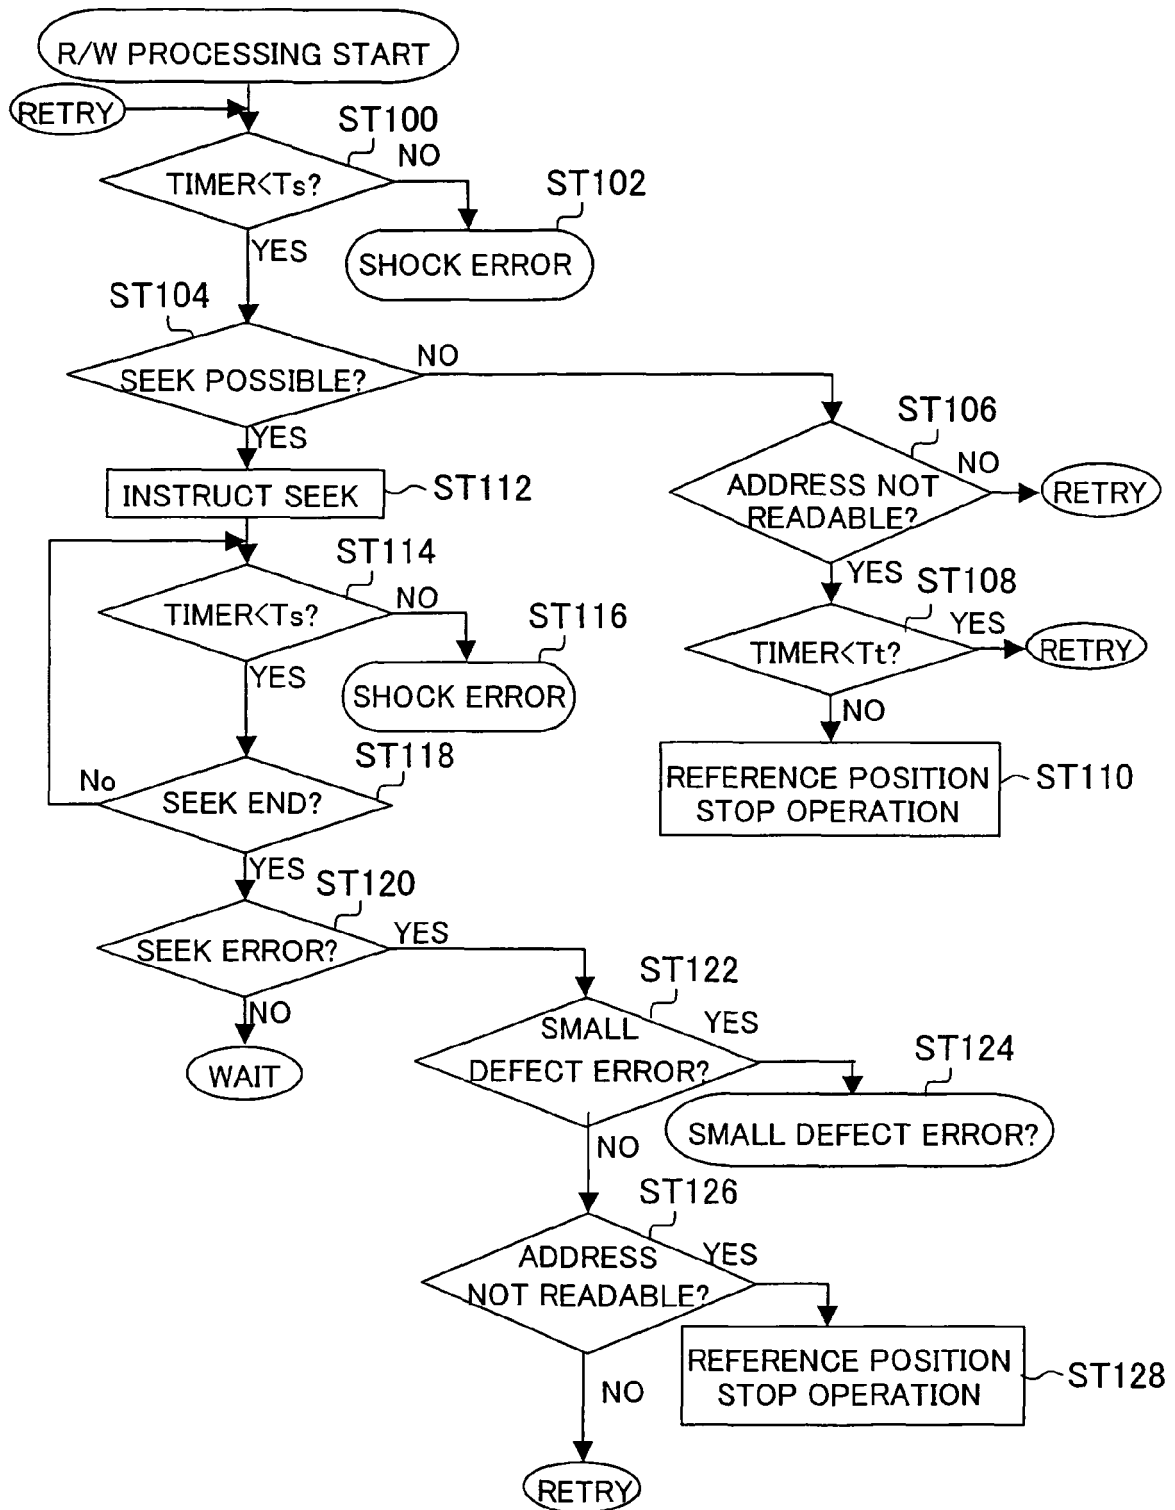 R/W PROCESSING START
RETRY
ST100
TIMER<Ts?
NO
ST102
SHOCK ERROR
YES
ST104
SEEK POSSIBLE?
NO
ST106
ADDRESS NOT
READABLE?
NO
RETRY
YES
ST108
TIMER<Tt?
YES
RETRY
NO
REFERENCE POSITION
STOP OPERATION
ST110
YES
INSTRUCT SEEK
ST112
ST114
TIMER<Ts?
NO
ST116
SHOCK ERROR
YES
ST118
SEEK END?
No
YES
ST120
SEEK ERROR?
YES
NO
WAIT
ST122
SMALL
DEFECT ERROR?
YES
ST124
SMALL DEFECT ERROR?
NO
ST126
ADDRESS
NOT READABLE?
YES
REFERENCE POSITION
STOP OPERATION
ST128
NO
RETRY